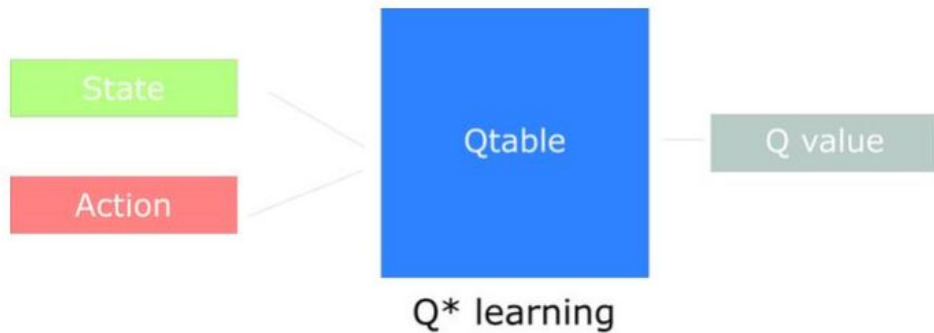 State
Action
Qtable
Q value
Q* learning